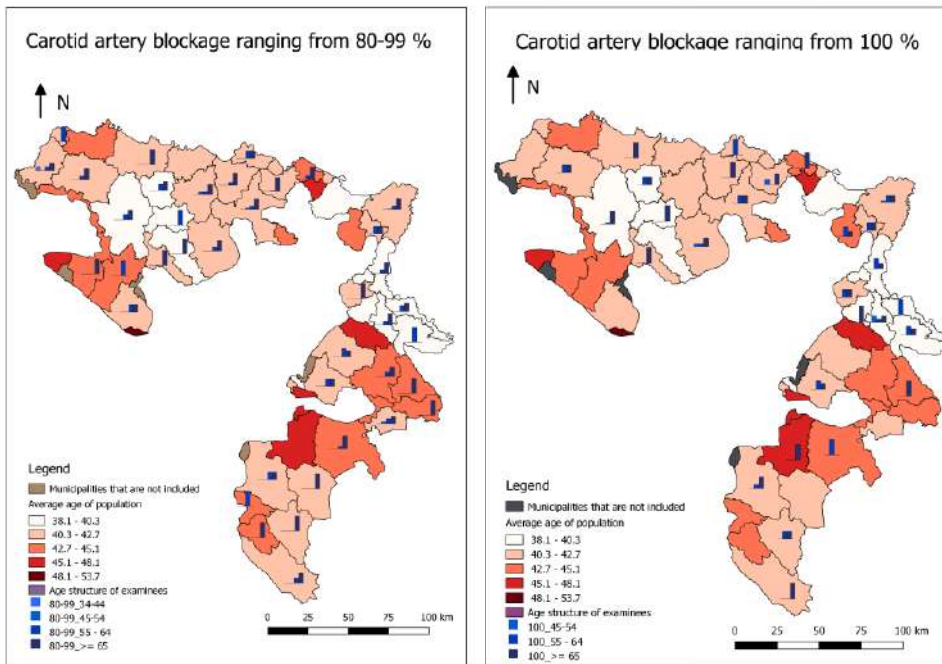 Carotid artery blockage ranging from 80-99 %
N
Legend
Municipalities that are not included
Average age of population
38.1 - 40.3
40.3 - 42.7
42.7 - 45.1
45.1 - 48.1
48.1 - 53.7
Age structure of examinees
80-99_34-44
80-99_45-54
80-99_55 - 64
80-99_>= 65
0 25 50 75 100 km
Carotid artery blockage ranging from 100 %
N
Legend
Municipalities that are not included
Average age of population
38.1 - 40.3
40.3 - 42.7
42.7 - 45.1
45.1 - 48.1
48.1 - 53.7
Age structure of examinees
100_45-54
100_55 - 64
100_>= 65
0 25 50 75 100 km